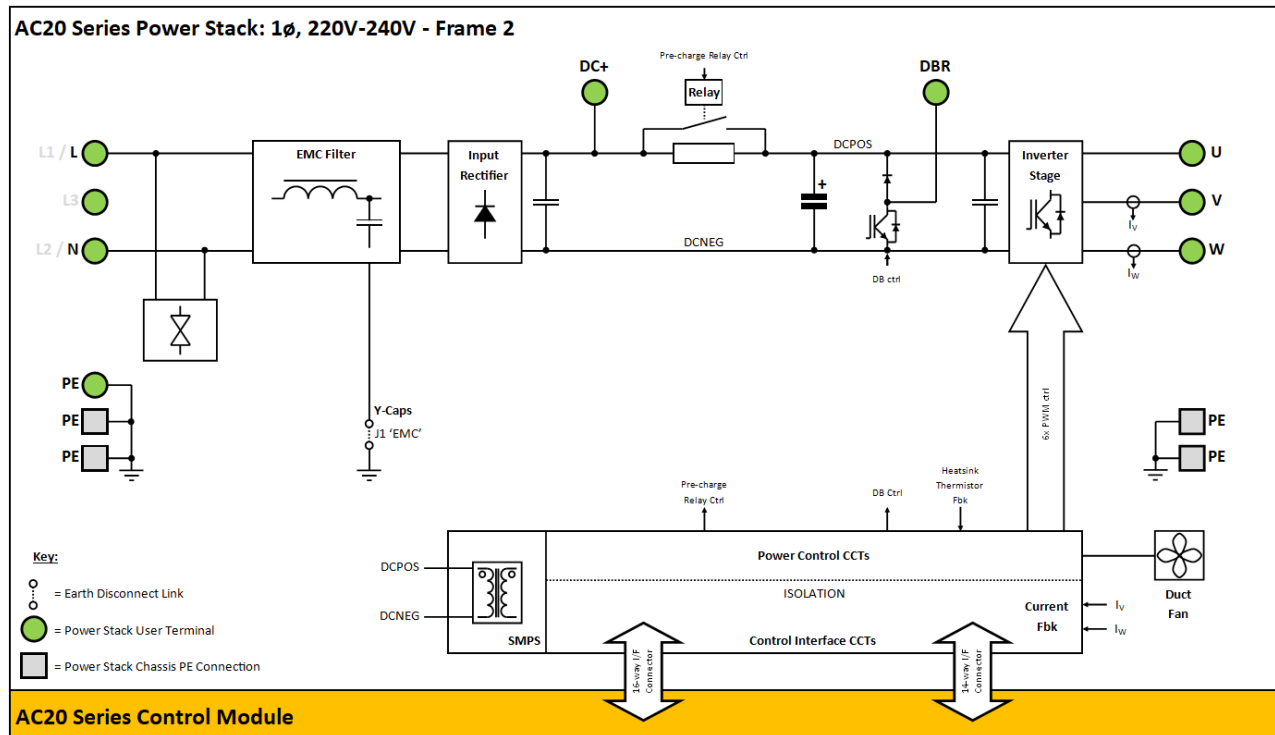 AC20 Series Power Stack: 1ø, 220V-240V - Frame 2
DC+
Pre-charge Relay Ctrl
Relay
DBR
L1 / L
L3
L2 / N
EMC Filter
Input
Rectifier
DCPOS
+
DCNEG
DB ctrl
Inverter
Stage
U
V
W
IV
IW
PE
PE
PE
Y-Caps
J1 'EMC'
6x PWM ctrl
PE
PE
Pre-charge
Relay Ctrl
DB Ctrl
Heatsink
Thermistor
Fbk
Key:
= Earth Disconnect Link
= Power Stack User Terminal
= Power Stack Chassis PE Connection
DCPOS
DCNEG
SMPS
Power Control CCTs
ISOLATION
Control Interface CCTs
Current
Fbk
IV
IW
Duct
Fan
16-way I/F
Connector
14-way I/F
Connector
AC20 Series Control Module